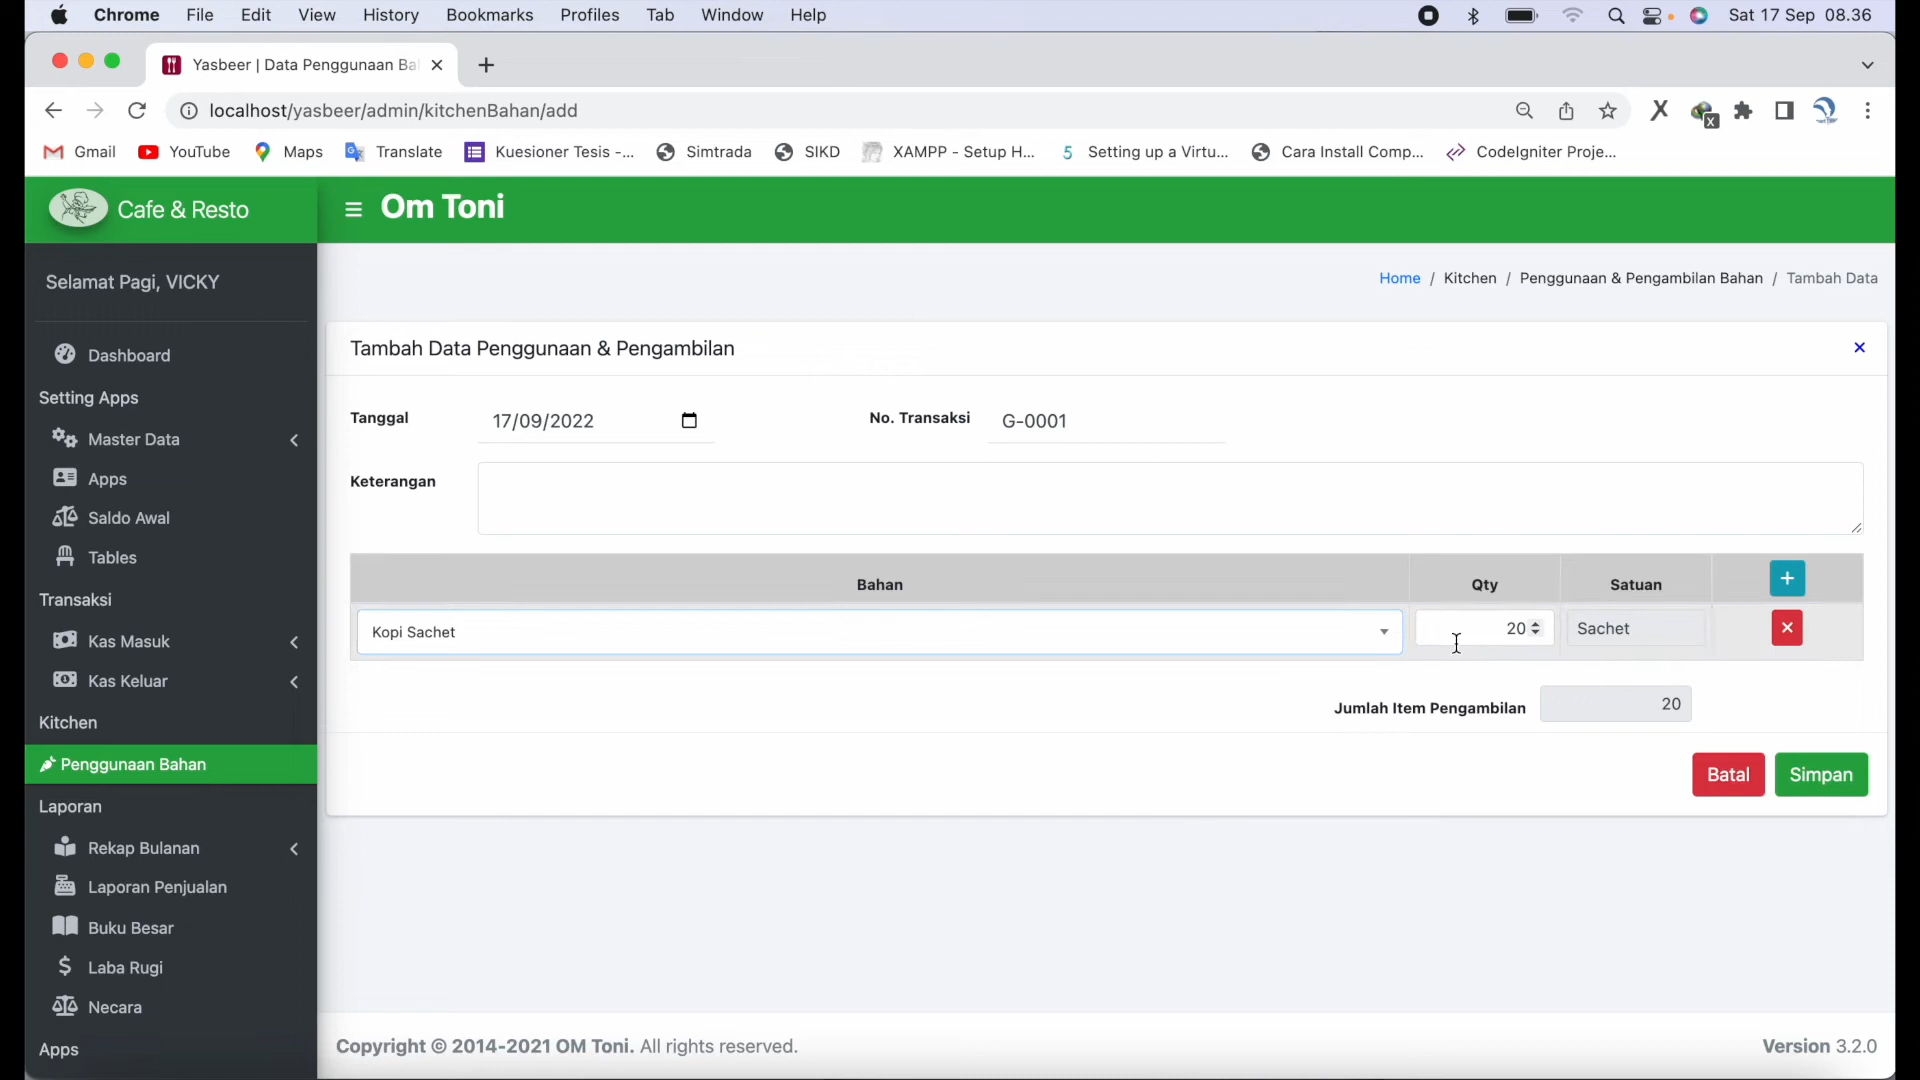 Chrome File Edit View History Bookmarks Profiles Tab Window Help Sat 17 Sep 08.36
Yasbeer | Data Penggunaan Ba
localhost/yasbeer/admin/kitchenBahan/add
Gmail YouTube Maps Translate Kuesioner Tesis -... Simtrada SIKD XAMPP - Setup H... Setting up a Virtu... Cara Install Comp... CodeIgniter Proje...
Cafe & Resto
Om Toni
Selamat Pagi, VICKY
Dashboard
Setting Apps
Master Data
Apps
Saldo Awal
Tables
Transaksi
Kas Masuk
Kas Keluar
Kitchen
Penggunaan Bahan
Laporan
Rekap Bulanan
Laporan Penjualan
Buku Besar
Laba Rugi
Necara
Apps
Home / Kitchen / Penggunaan & Pengambilan Bahan / Tambah Data
Tambah Data Penggunaan & Pengambilan
Tanggal 17/09/2022 No. Transaksi G-0001
Keterangan
Bahan Qty Satuan
Kopi Sachet 20 Sachet
Jumlah Item Pengambilan 20
Batal Simpan
Copyright © 2014-2021 OM Toni. All rights reserved. Version 3.2.0